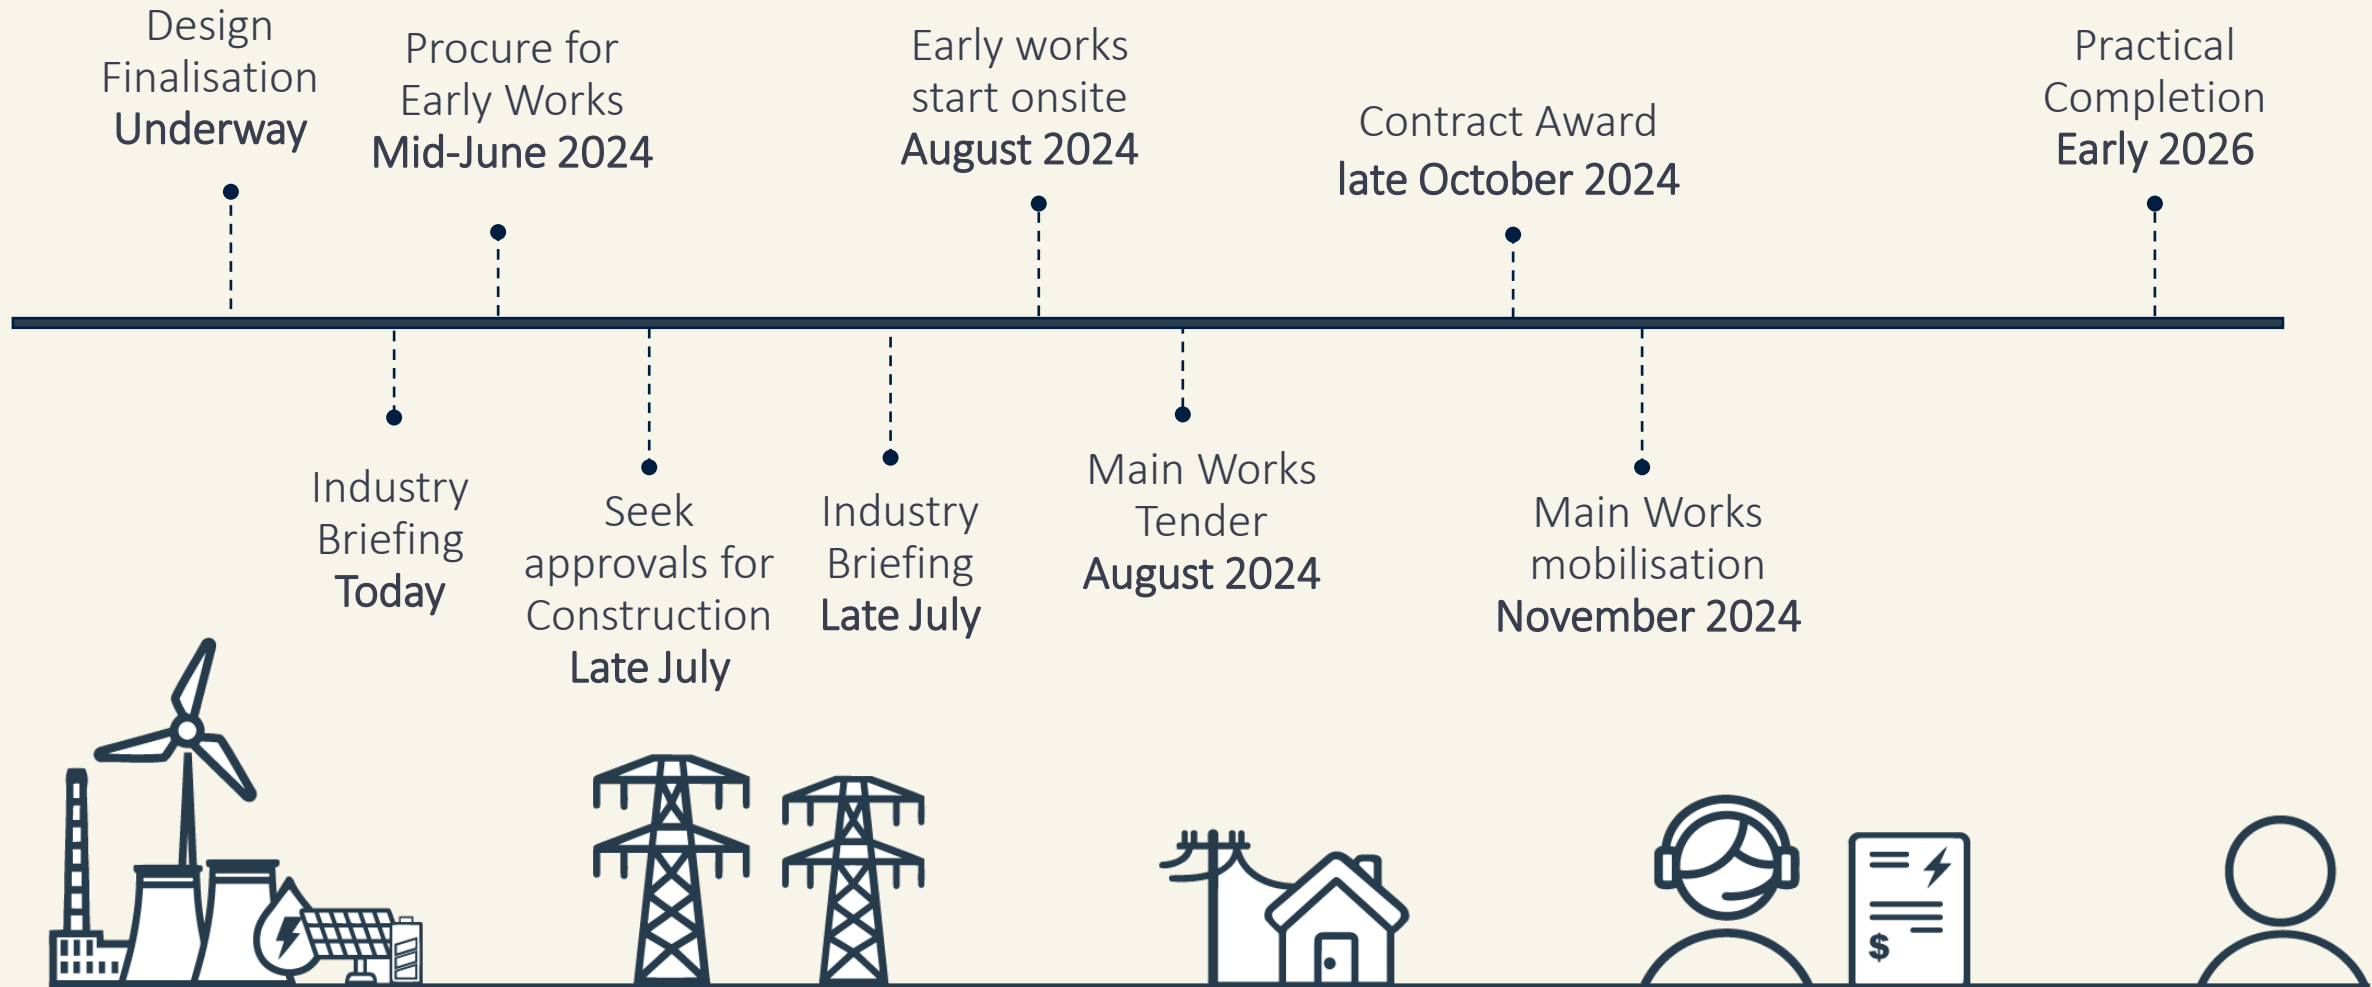 Design
Finalisation
Underway
Procure for
Early Works
Mid-June 2024
Early works
start onsite
August 2024
Contract Award
late October 2024
Practical
Completion
Early 2026
Industry
Briefing
Today
Seek
approvals for
Construction
Late July
Industry
Briefing
Late July
Main Works
Tender
August 2024
Main Works
mobilisation
November 2024
$